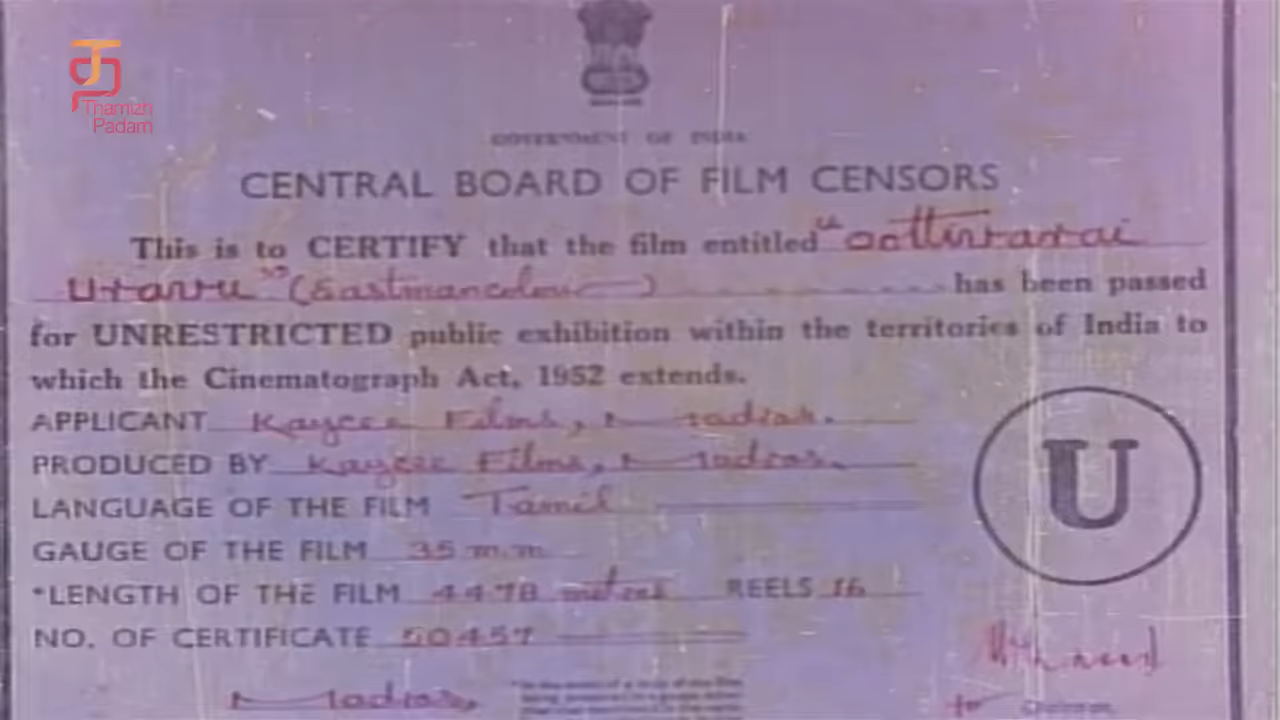 த
Thamizh
Padam
GOVERNMENT OF INDIA
CENTRAL BOARD OF FILM CENSORS
This is to CERTIFY that the film entitled "Oottivarai
Uravu" (Eastmancolour) has been passed
for UNRESTRICTED public exhibition within the territories of India to
which the Cinematograph Act, 1952 extends.
APPLICANT Kaycee Films, Madras.
PRODUCED BY Kaycee Films, Madras.
LANGUAGE OF THE FILM Tamil
U
GAUGE OF THE FILM 35 m.m
*LENGTH OF THE FILM 4478 metres REELS 16
NO. OF CERTIFICATE 50457
Madras,
Chairman